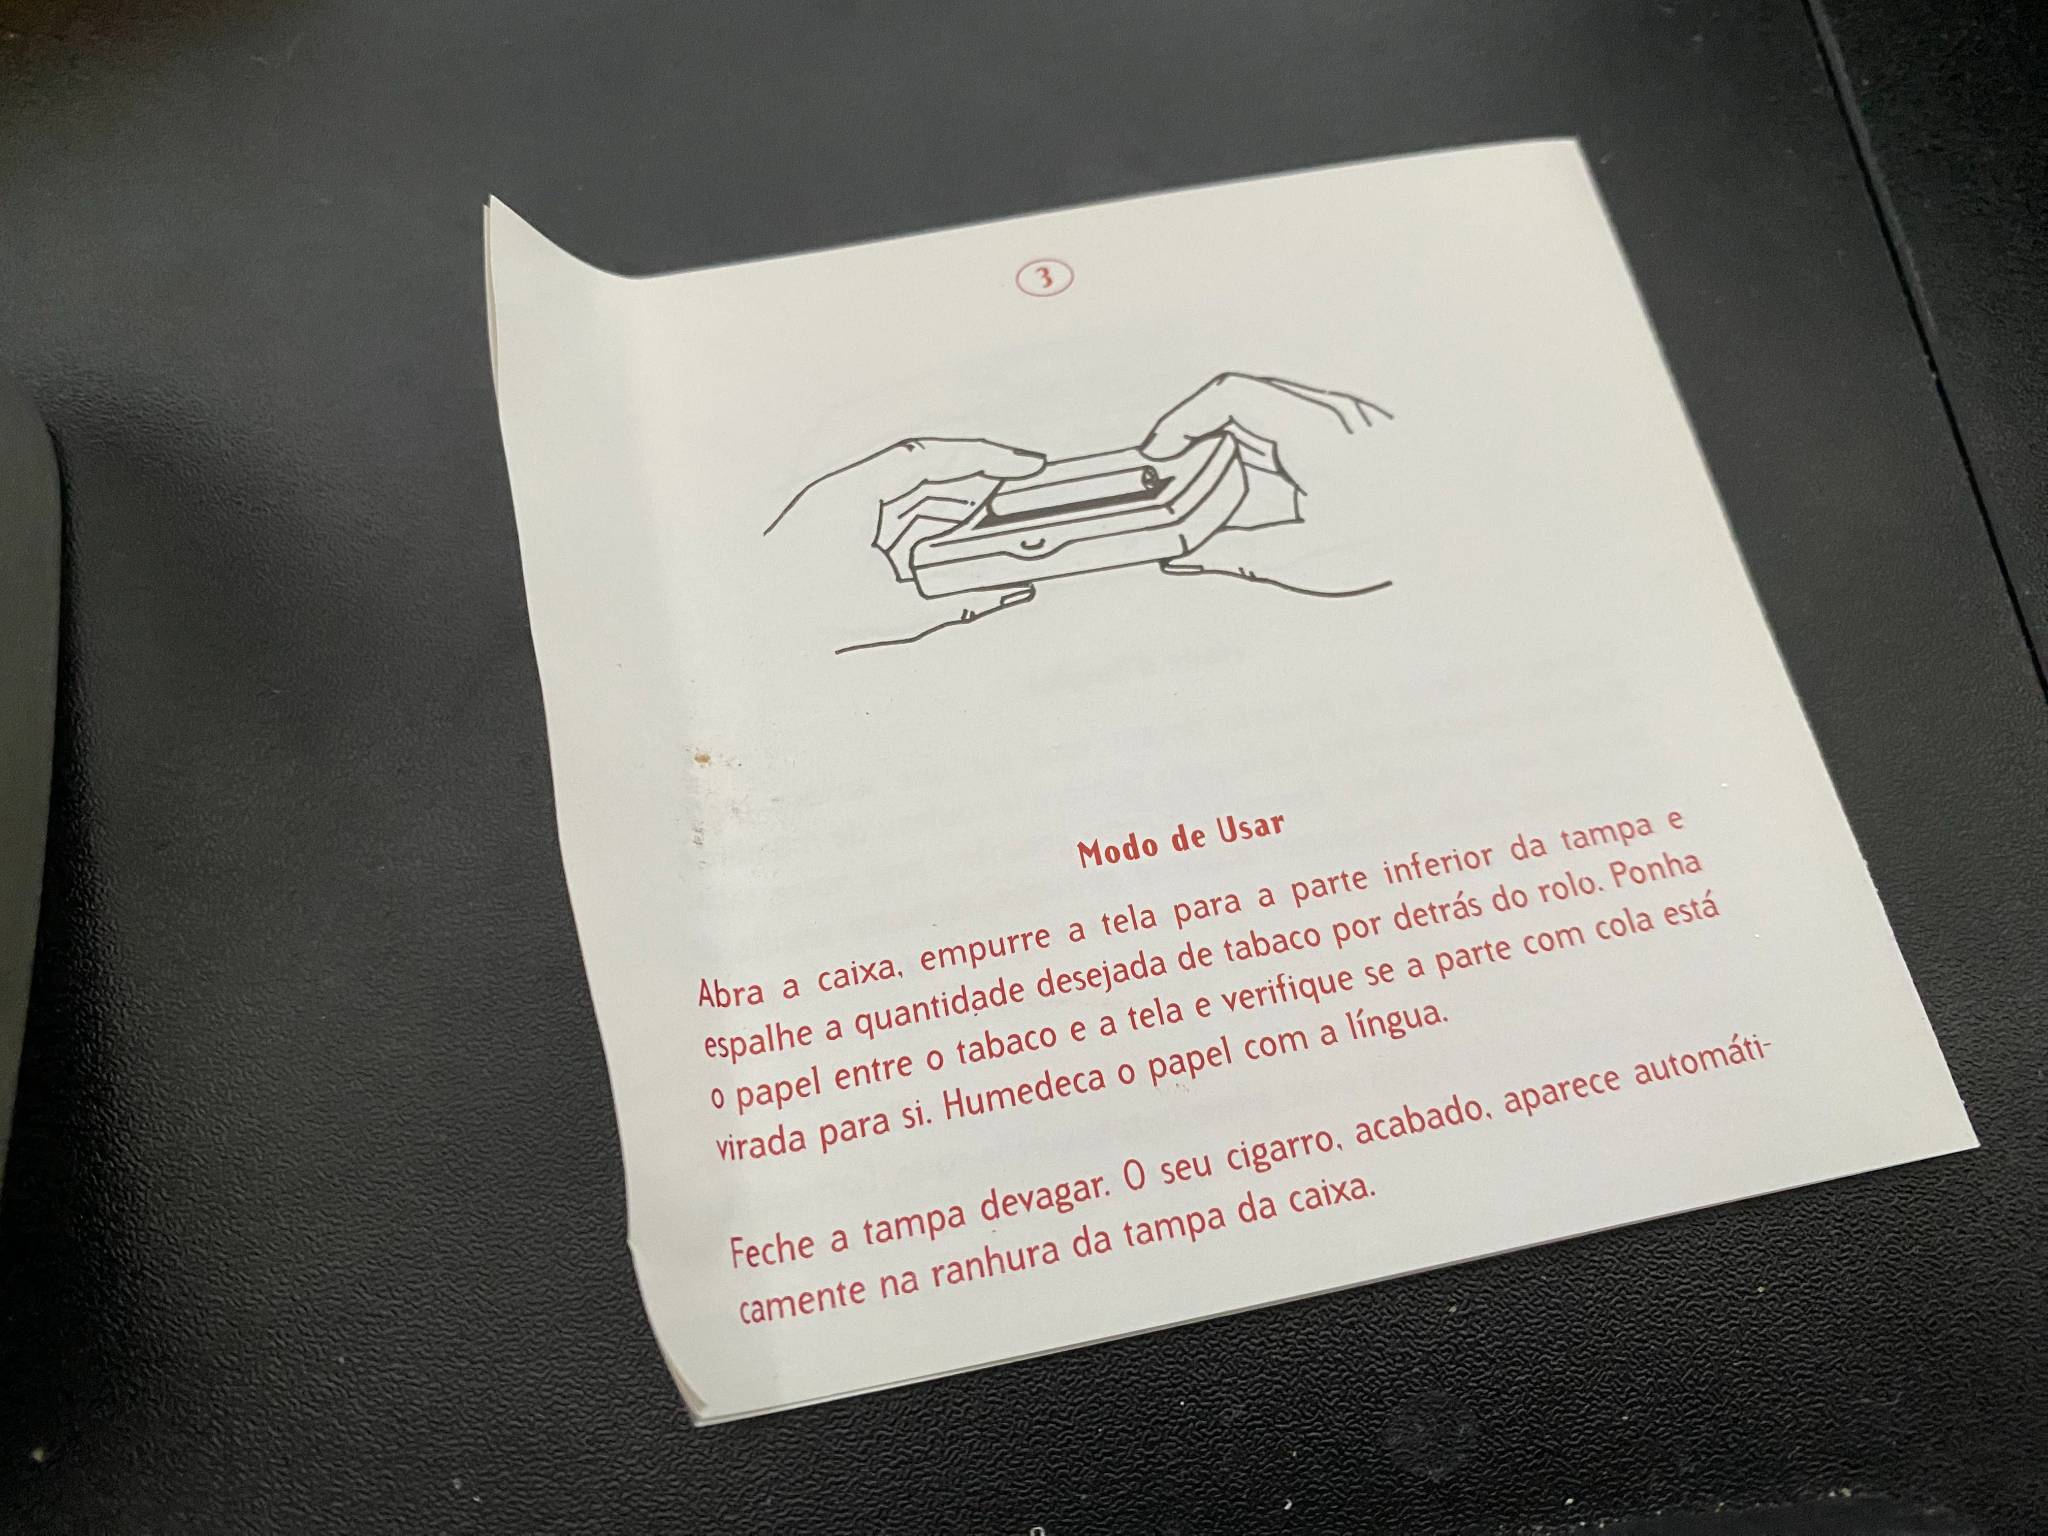 3
Modo de Usar
Abra a caixa, empurre a tela para a parte inferior da tampa e
espalhe a quantidade desejada de tabaco por detrás do rolo. Ponha
o papel entre o tabaco e a tela e verifique se a parte com cola está
virada para si. Humedeca o papel com a língua.
Feche a tampa devagar. O seu cigarro, acabado, aparece automáti-
camente na ranhura da tampa da caixa.